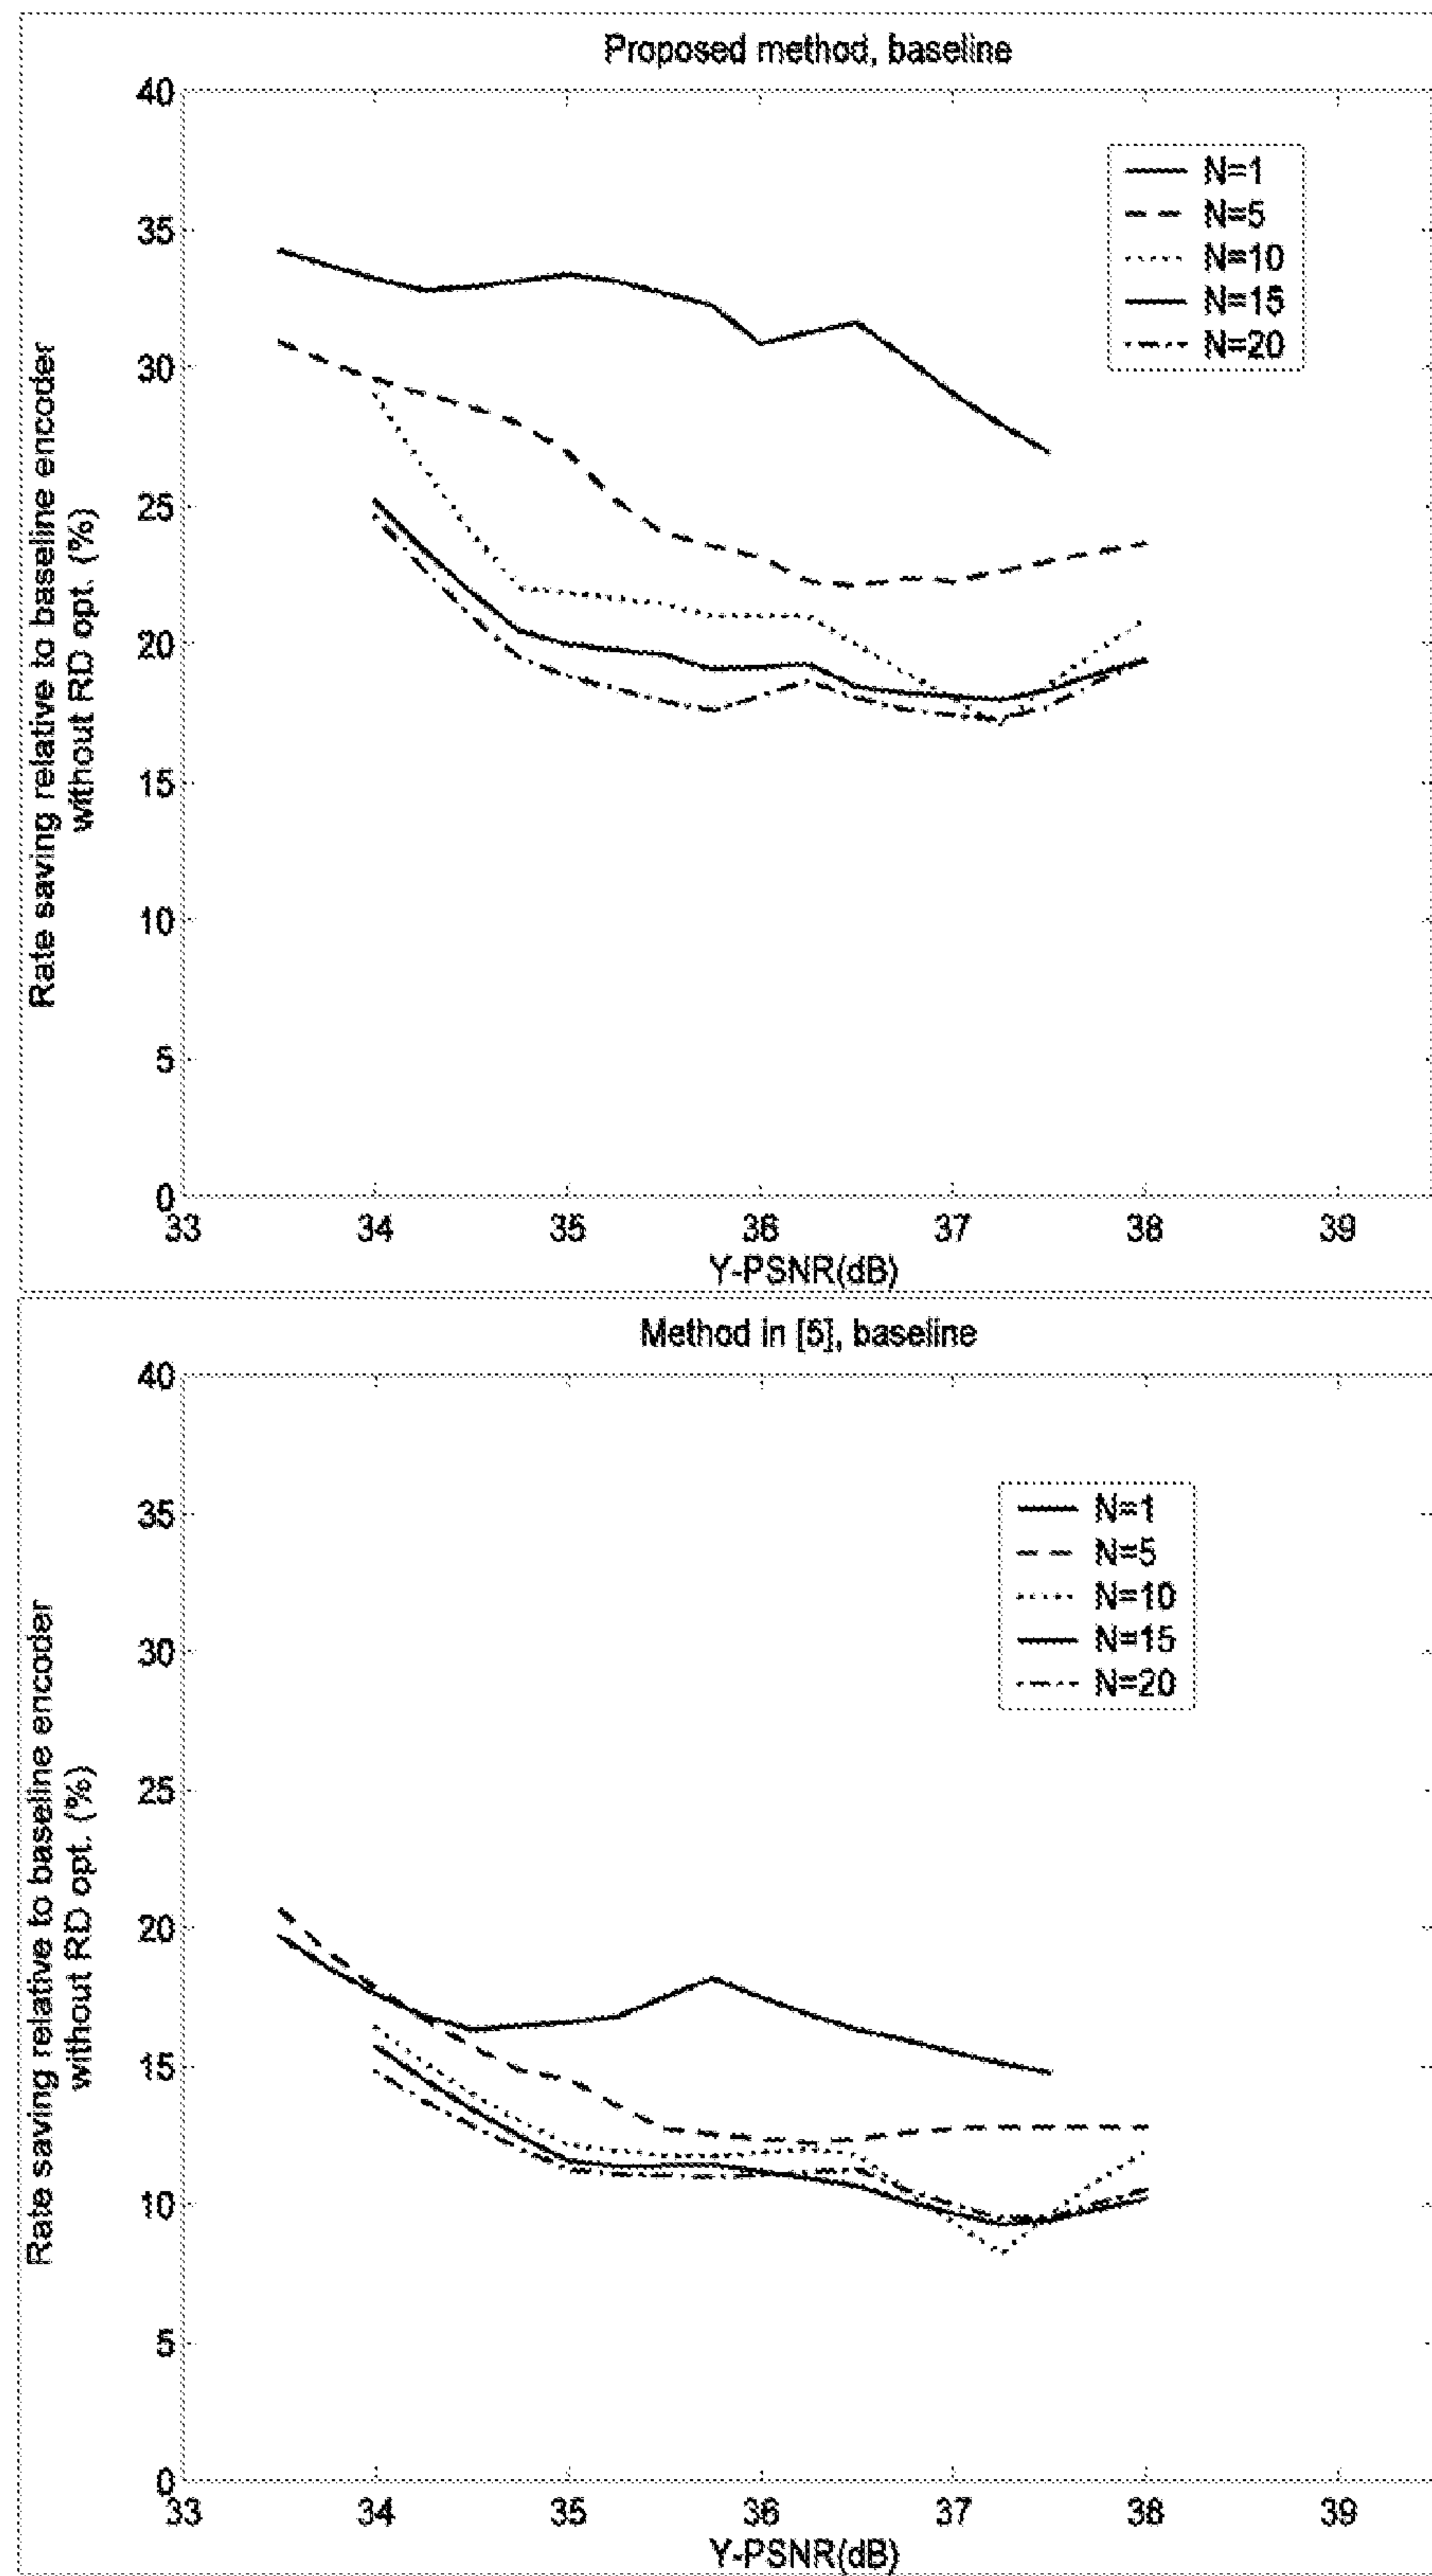 Proposed method, baseline
40
35
30
25
20
15
10
5
0
Rate saving relative to baseline encoder
without RD opt. (%)
N=1
N=5
N=10
N=15
N=20
33 34 35 36 37 38 39
Y-PSNR(dB)
Method in [5], baseline
40
35
30
25
20
15
10
5
0
Rate saving relative to baseline encoder
without RD opt. (%)
N=1
N=5
N=10
N=15
N=20
33 34 35 36 37 38 39
Y-PSNR(dB)